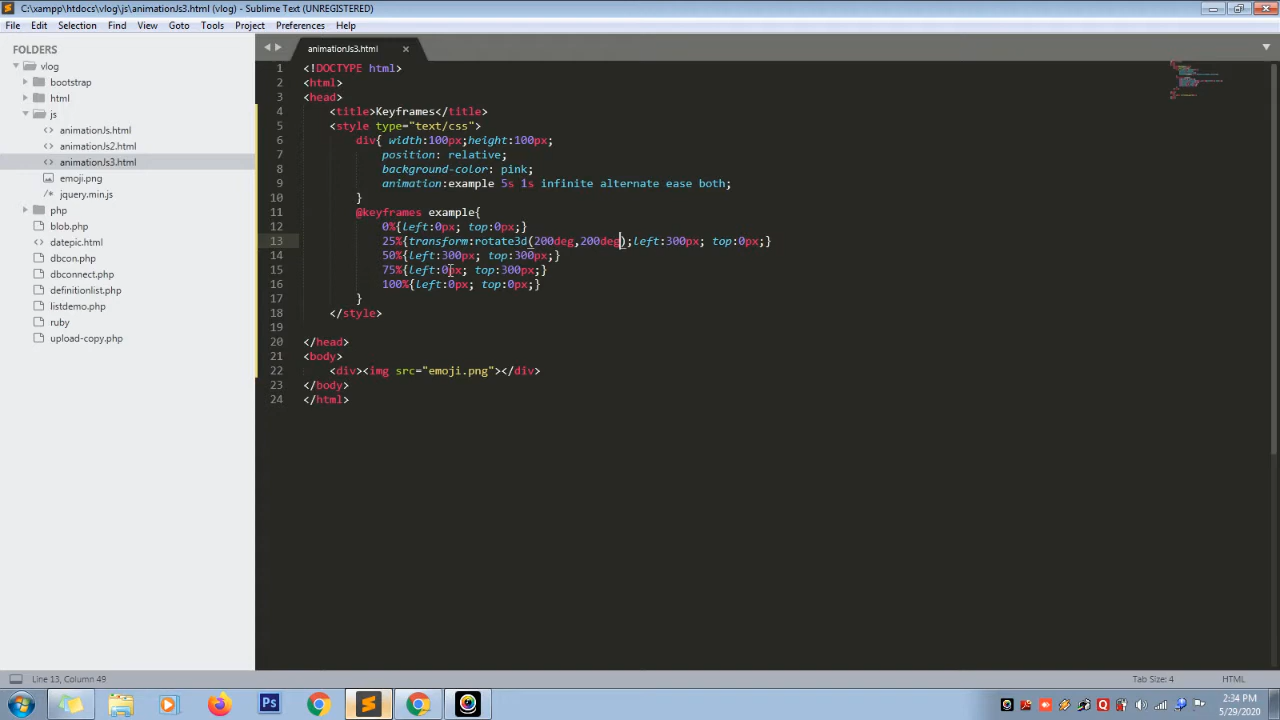 C:\xampp\htdocs\vlog\js\animationJs3.html (vlog) - Sublime Text (UNREGISTERED)
File Edit Selection Find View Goto Tools Project Preferences Help
FOLDERS
vlog
bootstrap
html
js
animationJs.html
animationJs2.html
animationJs3.html
emoji.png
jquery.min.js
php
blob.php
datepic.html
dbcon.php
dbconnect.php
definitionlist.php
listdemo.php
ruby
upload-copy.php
animationJs3.html
1 <!DOCTYPE html>
2 <html>
3 <head>
4 <title>Keyframes</title>
5 <style type="text/css">
6 div{ width:100px;height:100px;
7 position: relative;
8 background-color: pink;
9 animation:example 5s 1s infinite alternate ease both;
10 }
11 @keyframes example{
12 0%{left:0px; top:0px;}
13 25%{transform:rotate3d(200deg,200deg);left:300px; top:0px;}
14 50%{left:300px; top:300px;}
15 75%{left:0px; top:300px;}
16 100%{left:0px; top:0px;}
17 }
18 </style>
19
20 </head>
21 <body>
22 <div><img src="emoji.png"></div>
23 </body>
24 </html>
Line 13, Column 49
Tab Size: 4
HTML
Ps
2:34 PM
5/29/2020